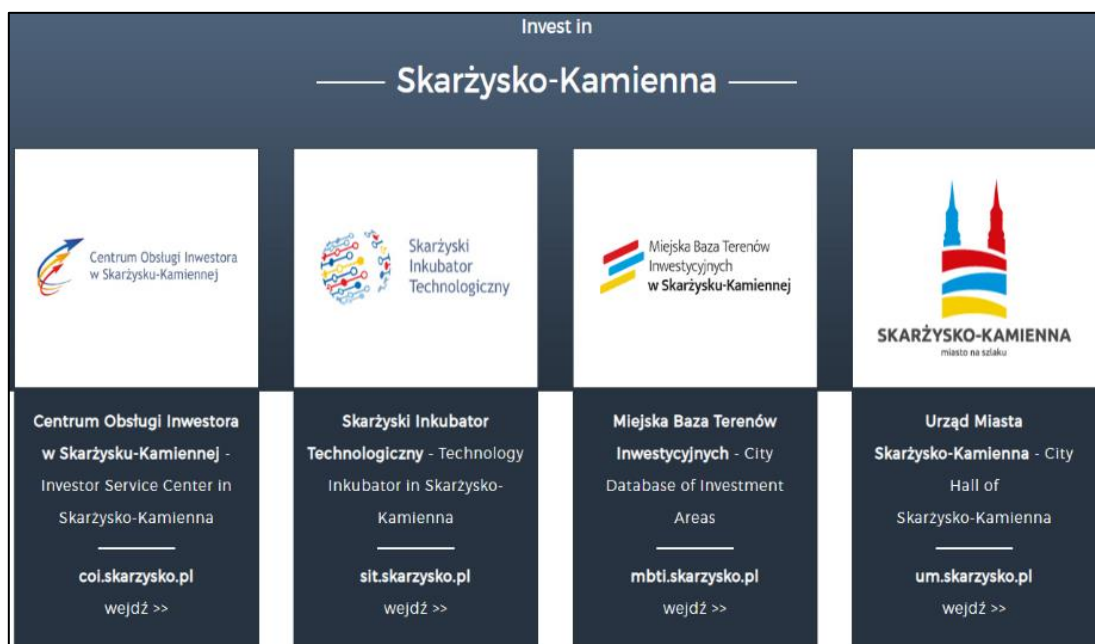 Invest in
Skarżysko-Kamienna
Centrum Obsługi Inwestora
w Skarżysku-Kamiennej
Skarżyski
Inkubator
Technologiczny
Miejska Baza Terenów
Inwestycyjnych
w Skarżysku-Kamiennej
SKARŻYSKO-KAMIENNA
miasto na szlaku
Centrum Obsługi Inwestora
w Skarżysku-Kamiennej -
Investor Service Center in
Skarżysko-Kamienna
coi.skarzysko.pl
wejdź >>
Skarżyski Inkubator
Technologiczny - Technology
Inkubator in Skarżysko-
Kamienna
sit.skarzysko.pl
wejdź >>
Miejska Baza Terenów
Inwestycyjnych - City
Database of Investment
Areas
mbti.skarzysko.pl
wejdź >>
Urząd Miasta
Skarżysko-Kamienna - City
Hall of
Skarżysko-Kamienna
um.skarzysko.pl
wejdź >>